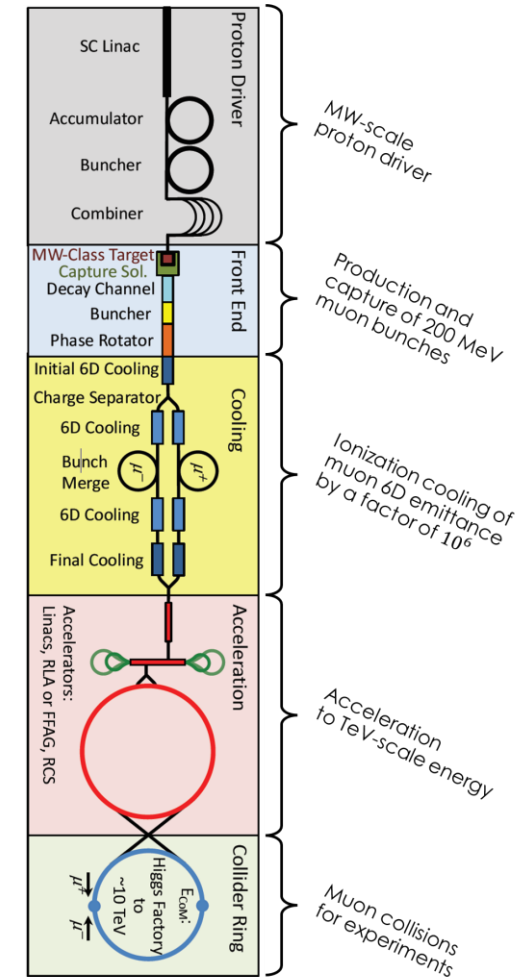 Proton Driver
SC Linac
Accumulator
Buncher
Combiner
MW-scale
proton driver
Front End
MW-Class Target
Capture Sol.
Decay Channel
Buncher
Phase Rotator
Production and
capture of 200 MeV
muon bunches
Cooling
Initial 6D Cooling
Charge Separator
6D Cooling
Bunch
Merge
μ⁻
μ⁺
6D Cooling
Final Cooling
Ionization cooling of
muon 6D emittance
by a factor of 10⁶
Acceleration
Accelerators:
Linacs, RLA or FFAG, RCS
Acceleration
to TeV-scale energy
Collider Ring
E_CoM:
Higgs Factory
to
~10 TeV
μ⁺
μ⁻
Muon collisions
for experiments